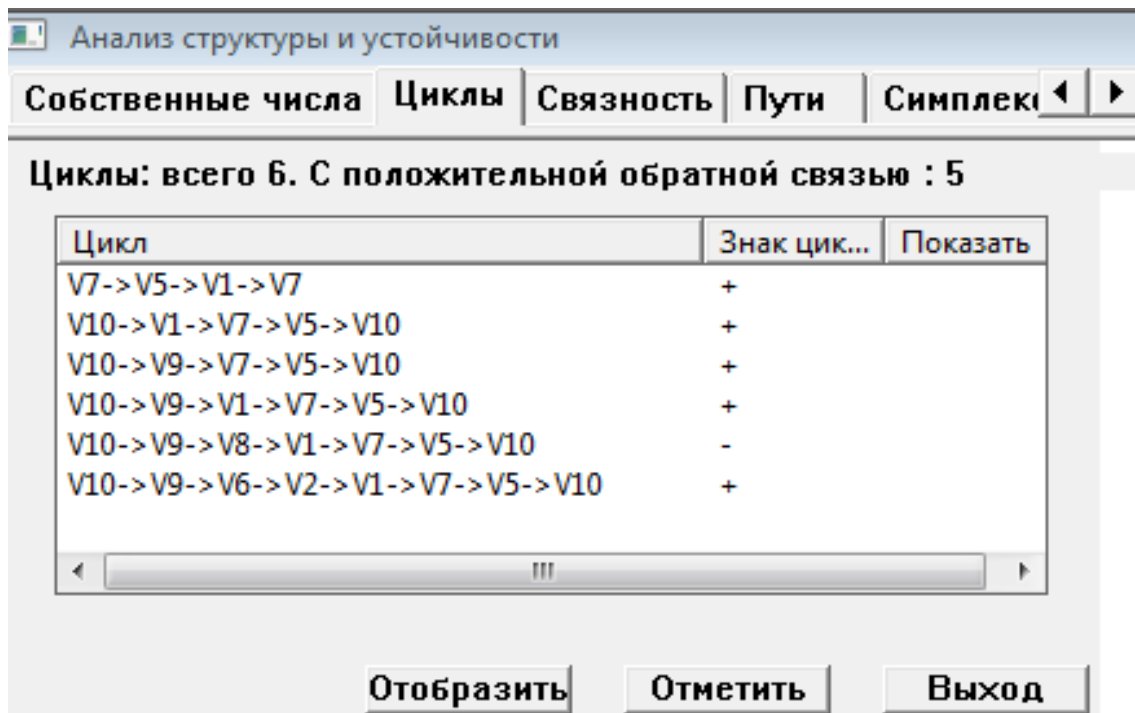 Анализ структуры и устойчивости
Собственные числа Циклы Связность Пути Симплекс
Циклы: всего 6. С положительной обратной связью : 5
Цикл Знак цик... Показать
V7->V5->V1->V7 +
V10->V1->V7->V5->V10 +
V10->V9->V7->V5->V10 +
V10->V9->V1->V7->V5->V10 +
V10->V9->V8->V1->V7->V5->V10 -
V10->V9->V6->V2->V1->V7->V5->V10 +
Отобразить Отметить Выход